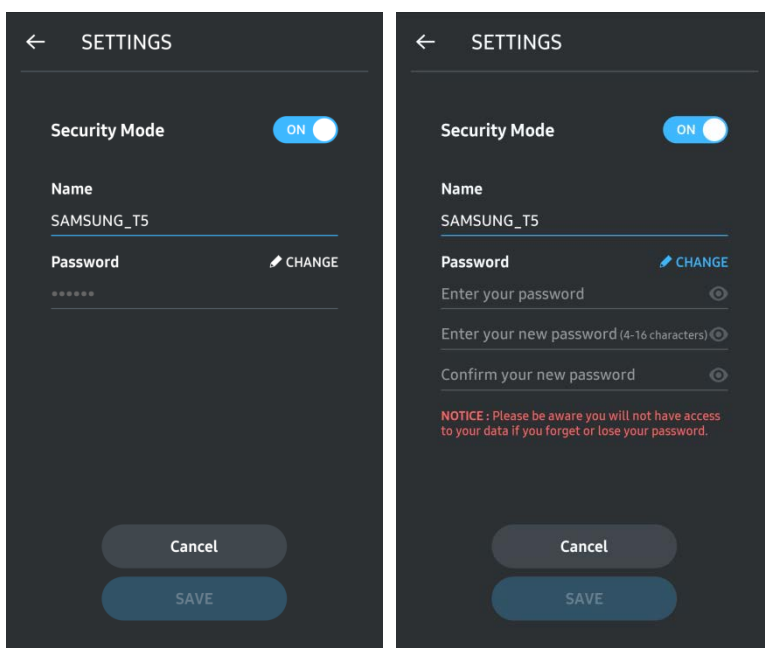 SETTINGS
Security Mode
ON
Name
SAMSUNG_T5
Password
CHANGE
••••••
Cancel
SAVE
SETTINGS
Security Mode
ON
Name
SAMSUNG_T5
Password
CHANGE
Enter your password
Enter your new password (4-16 characters)
Confirm your new password
NOTICE : Please be aware you will not have access
to your data if you forget or lose your password.
Cancel
SAVE